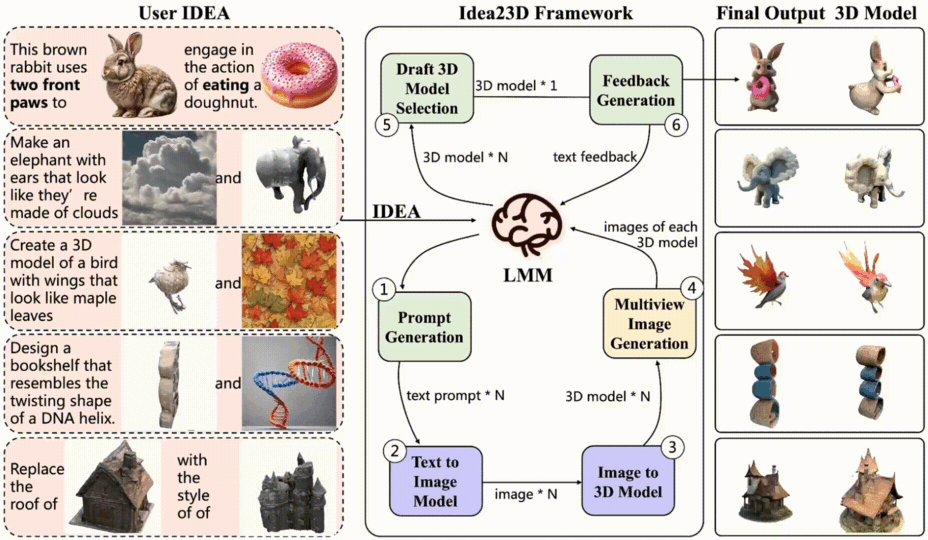 User IDEA
Idea23D Framework
Final Output 3D Model
This brown
rabbit uses
two front
paws to
engage in
the action
of eating a
doughnut.
Make an
elephant with
ears that look
like they' re
made of clouds
and
Create a 3D
model of a bird
with wings that
look like maple
leaves
and
Design a
bookshelf that
resembles the
twisting shape
of a DNA helix.
and
Replace
the
roof of
with
the
style
of of
IDEA
Draft 3D
Model
Selection
5
3D model * 1
Feedback
Generation
6
3D model * N
text feedback
LMM
images of each
3D model
1
Prompt
Generation
4
Multiview
Image
Generation
text prompt * N
3D model * N
2
Text to
Image
Model
image * N
3
Image to
3D Model